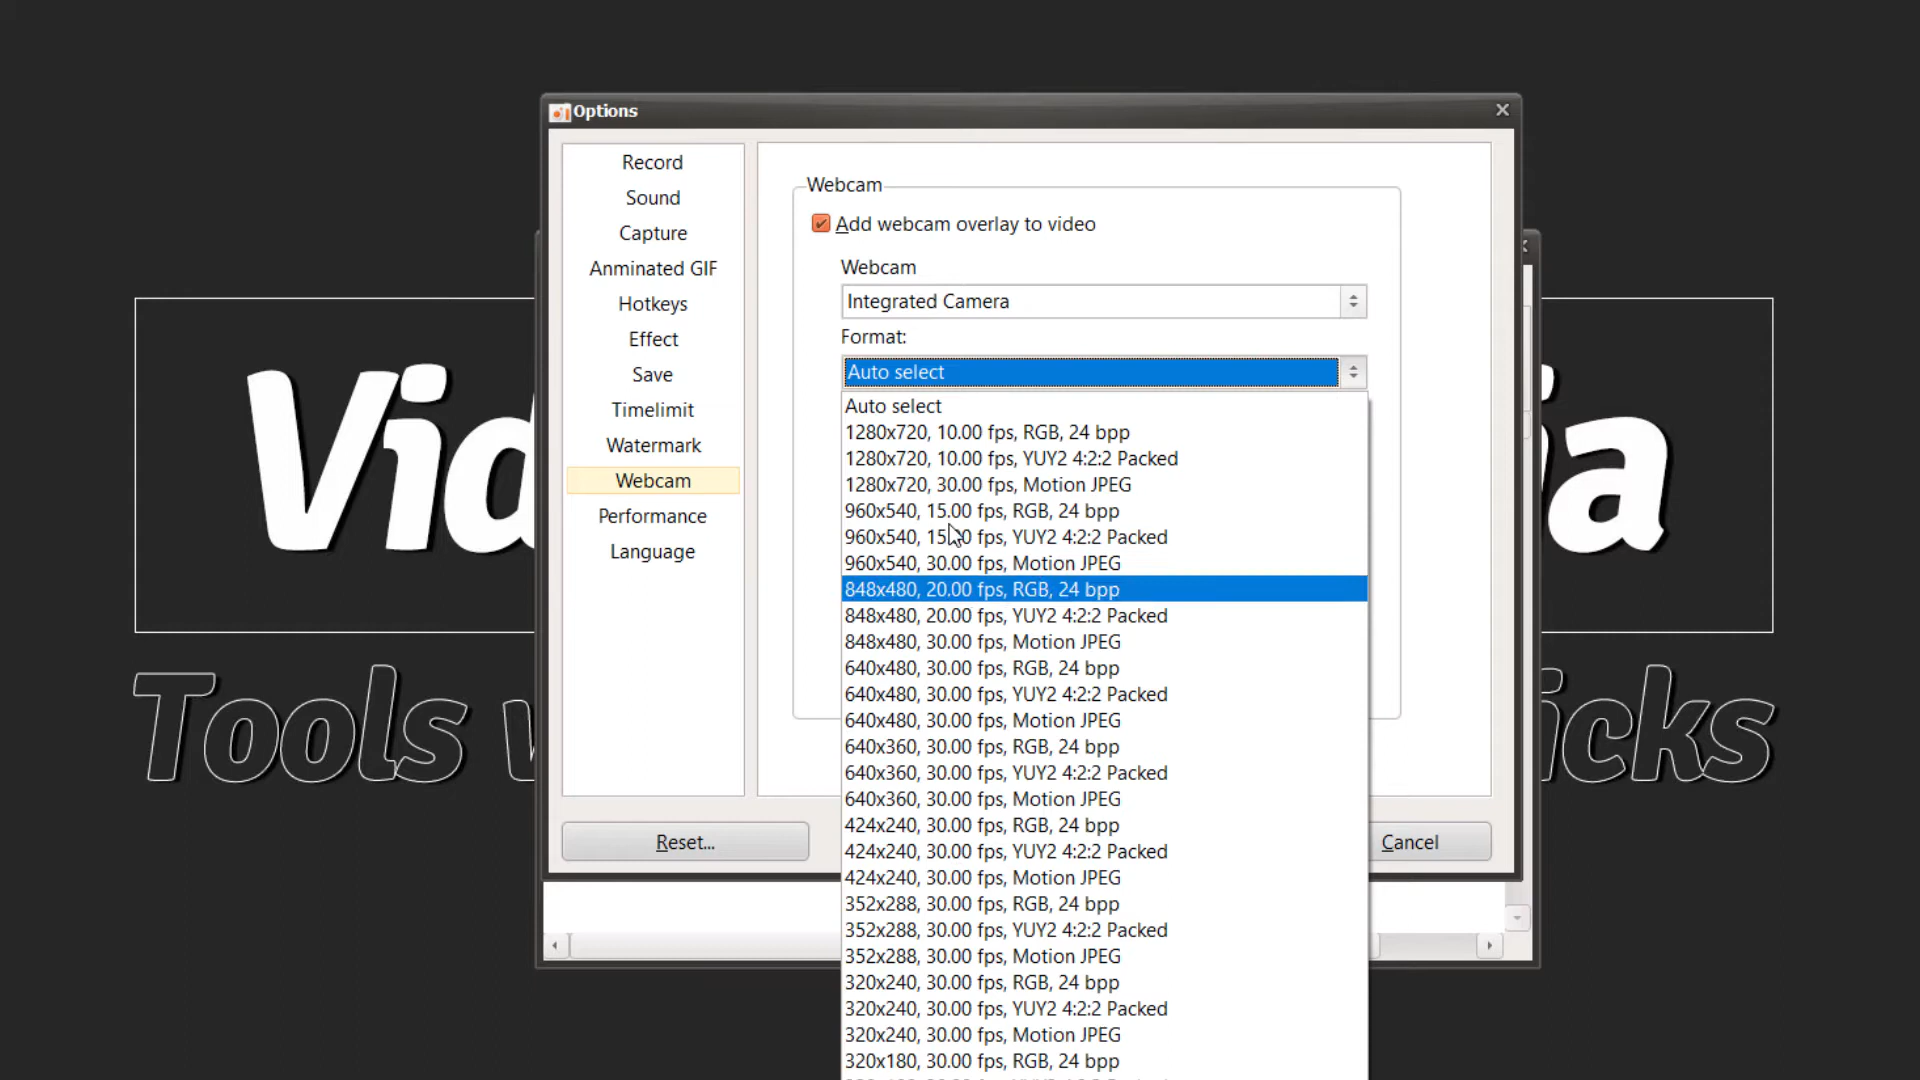 Options
Record
Sound
Capture
Anminated GIF
Hotkeys
Effect
Save
Timelimit
Watermark
Webcam
Performance
Language
Webcam
Add webcam overlay to video
Webcam
Integrated Camera
Format:
Auto select
Auto select
1280x720, 10.00 fps, RGB, 24 bpp
1280x720, 10.00 fps, YUY2 4:2:2 Packed
1280x720, 30.00 fps, Motion JPEG
960x540, 15.00 fps, RGB, 24 bpp
960x540, 15.00 fps, YUY2 4:2:2 Packed
960x540, 30.00 fps, Motion JPEG
848x480, 20.00 fps, RGB, 24 bpp
848x480, 20.00 fps, YUY2 4:2:2 Packed
848x480, 30.00 fps, Motion JPEG
640x480, 30.00 fps, RGB, 24 bpp
640x480, 30.00 fps, YUY2 4:2:2 Packed
640x480, 30.00 fps, Motion JPEG
640x360, 30.00 fps, RGB, 24 bpp
640x360, 30.00 fps, YUY2 4:2:2 Packed
640x360, 30.00 fps, Motion JPEG
424x240, 30.00 fps, RGB, 24 bpp
424x240, 30.00 fps, YUY2 4:2:2 Packed
424x240, 30.00 fps, Motion JPEG
352x288, 30.00 fps, RGB, 24 bpp
352x288, 30.00 fps, YUY2 4:2:2 Packed
352x288, 30.00 fps, Motion JPEG
320x240, 30.00 fps, RGB, 24 bpp
320x240, 30.00 fps, YUY2 4:2:2 Packed
320x240, 30.00 fps, Motion JPEG
320x180, 30.00 fps, RGB, 24 bpp
Reset...
Cancel
Tools